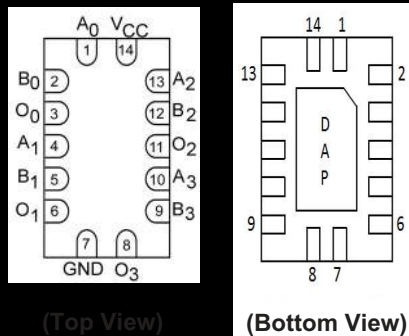 A0 VCC
1 14
B0 2 13 A2
O0 3 12 B2
A1 4 11 O2
B1 5 10 A3
O1 6 9 B3
7 8
GND O3
(Top View)
14 1
13 2
D
A
P
9 6
8 7
(Bottom View)